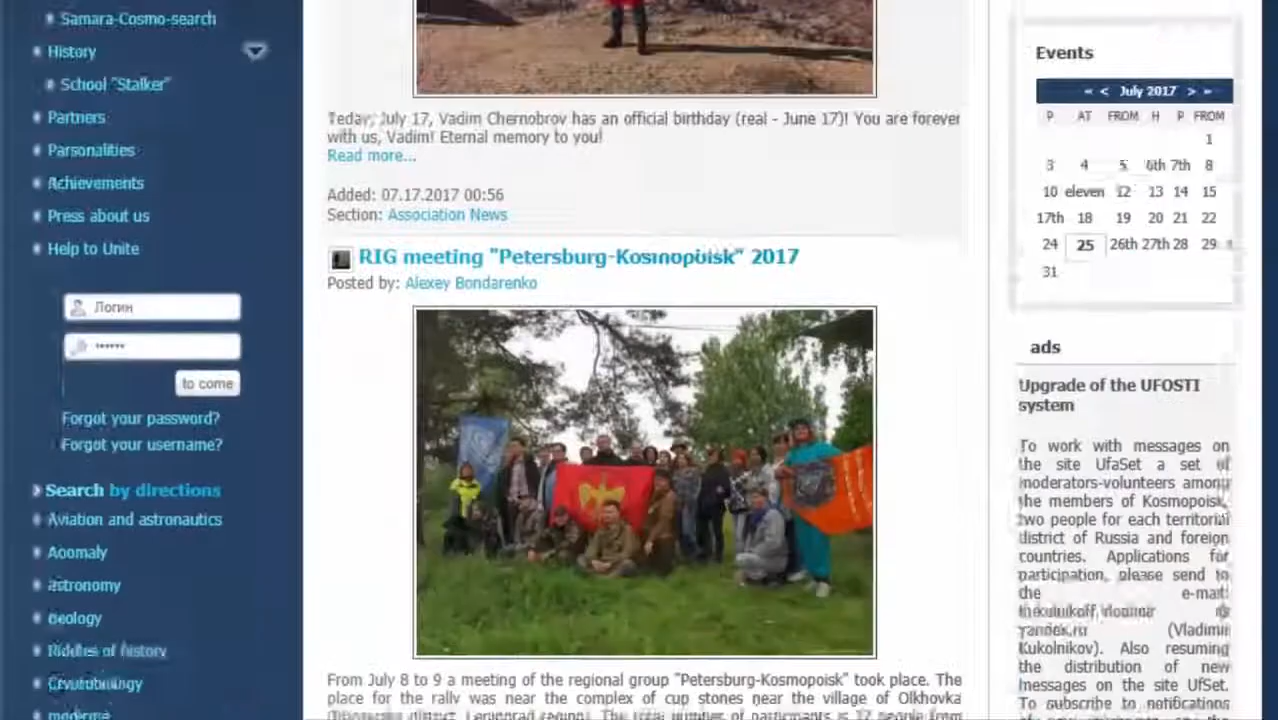 Samara-Cosmo-search
History
School "Stalker"
Partners
Parsonalities
Achievements
Press about us
Help to Unite
Логин
••••••
to come
Forgot your password?
Forgot your username?
Search by directions
Aviation and astronautics
Anomaly
astronomy
geology
Riddles of history
Today, July 17, Vadim Chernobrov has an official birthday (real - June 17)! You are forever
with us, Vadim! Eternal memory to you!
Read more...
Added: 07.17.2017 00:56
Section: Association News
RIG meeting "Petersburg-Kosmopoisk" 2017
Posted by: Alexey Bondarenko
From July 8 to 9 a meeting of the regional group "Petersburg-Kosmopoisk" took place. The
place for the rally was near the complex of cup stones near the village of Olkhovka
Events
« < July 2017 > »
P AT FROM H P FROM
1
3 4 5 6th 7th 8
10 eleven 12 13 14 15
17th 18 19 20 21 22
24 25 26th 27th 28 29
31
ads
Upgrade of the UFOSTI
system
To work with messages on
the site UfaSet a set of
moderators-volunteers among
the members of Kosmopoisk,
two people for each territorial
district of Russia and foreign
countries. Applications for
participation, please send to
the e-mail:
yandex.ru (Vladimir
Kukolnikov). Also resuming
the distribution of new
messages on the site UfSet.
To subscribe to notifications